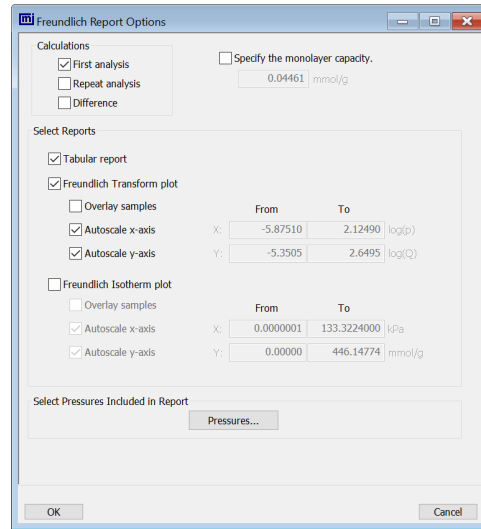 Freundlich Report Options
Calculations
First analysis
Repeat analysis
Difference
Specify the monolayer capacity.
0.04461 mmol/g
Select Reports
Tabular report
Freundlich Transform plot
Overlay samples
From To
Autoscale x-axis X: -5.87510 2.12490 log(p)
Autoscale y-axis Y: -5.3505 2.6495 log(Q)
Freundlich Isotherm plot
Overlay samples
From To
Autoscale x-axis X: 0.0000001 133.3224000 kPa
Autoscale y-axis Y: 0.00000 446.14774 mmol/g
Select Pressures Included in Report
Pressures...
OK Cancel